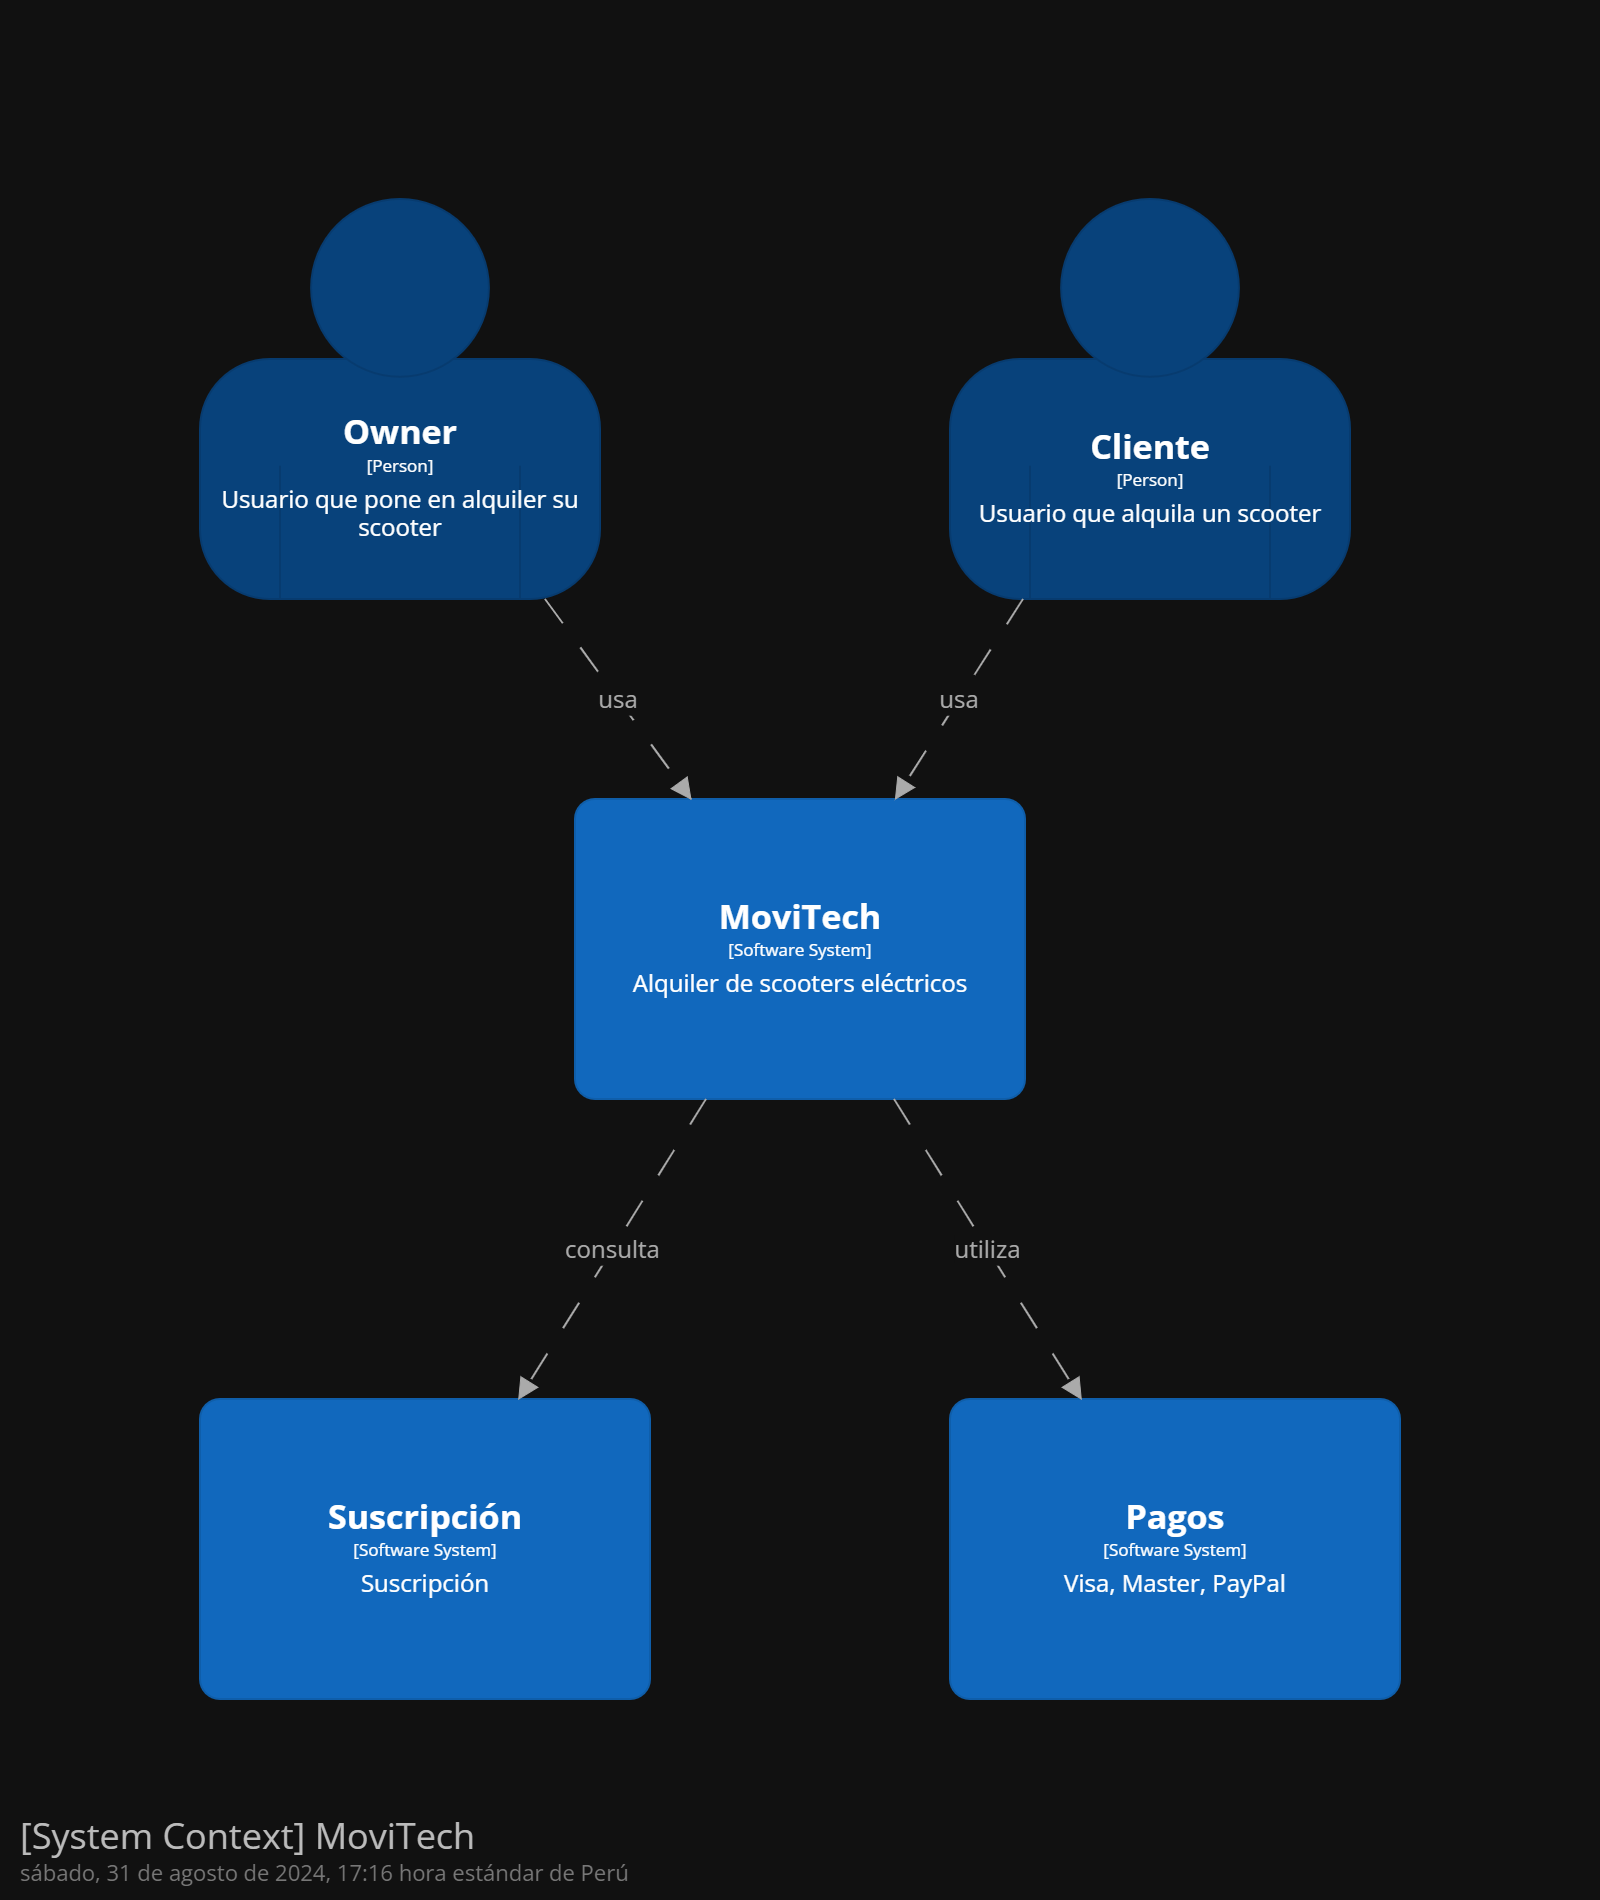 Owner
[Person]
Usuario que pone en alquiler su
scooter
Cliente
[Person]
Usuario que alquila un scooter
usa
usa
MoviTech
[Software System]
Alquiler de scooters eléctricos
consulta
utiliza
Suscripción
[Software System]
Suscripción
Pagos
[Software System]
Visa, Master, PayPal
[System Context] MoviTech
sábado, 31 de agosto de 2024, 17:16 hora estándar de Perú